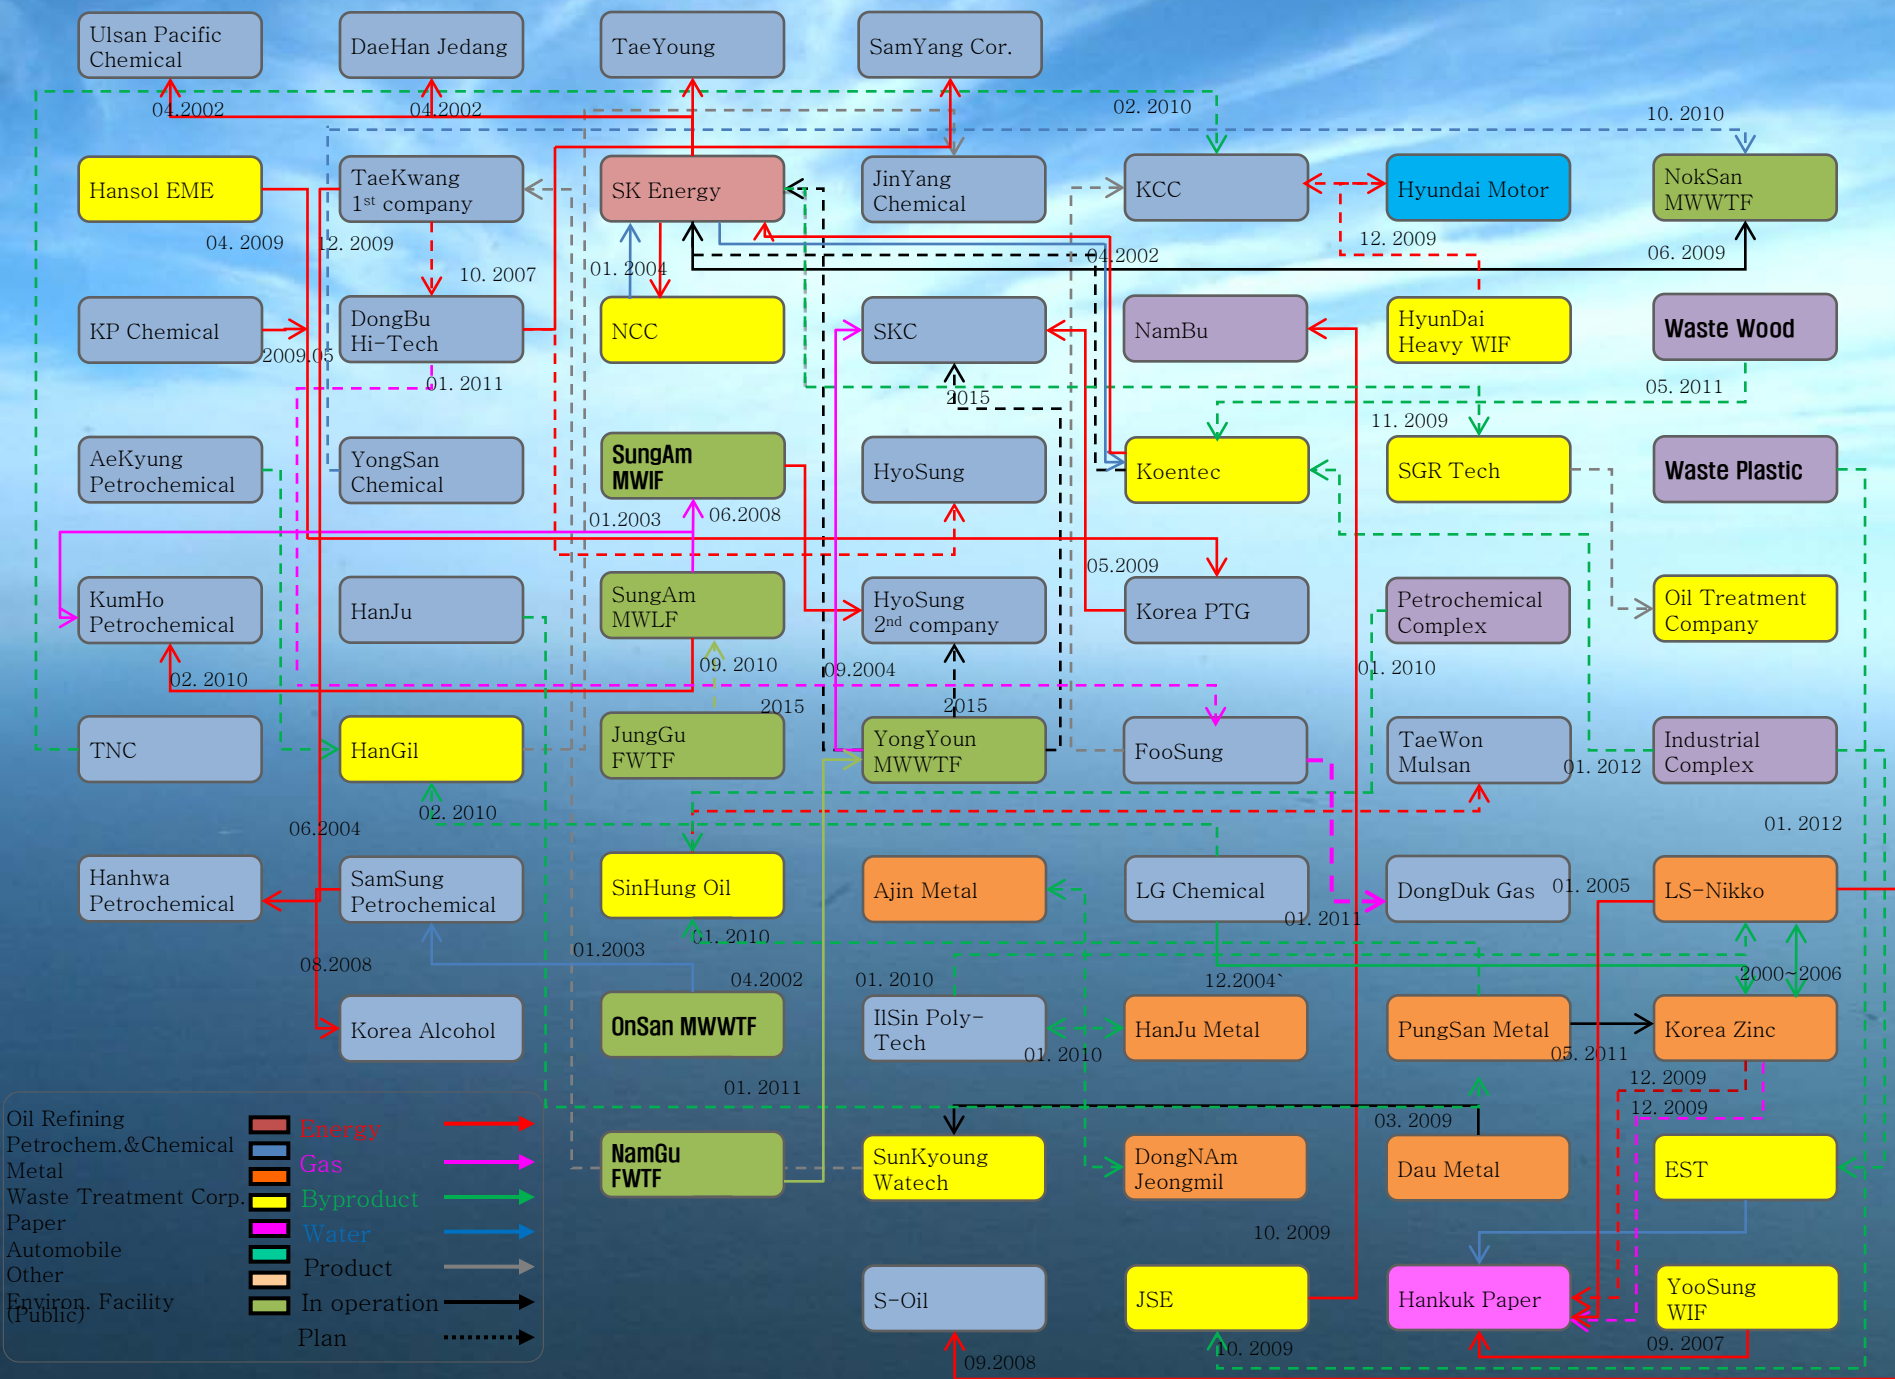 Ulsan Pacific
Chemical
DaeHan Jedang
TaeYoung
SamYang Cor.
04.2002
04.2002
02. 2010
10. 2010
Hansol EME
TaeKwang
1st company
SK Energy
JinYang
Chemical
KCC
Hyundai Motor
NokSan
MWWTF
04. 2009
12. 2009
10. 2007
01. 2004
04.2002
12. 2009
06. 2009
KP Chemical
DongBu
Hi-Tech
NCC
SKC
NamBu
HyunDai
Heavy WIF
Waste Wood
2009.05
01. 2011
2015
05. 2011
11. 2009
AeKyung
Petrochemical
YongSan
Chemical
SungAm
MWIF
HyoSung
Koentec
SGR Tech
Waste Plastic
01.2003
06.2008
05.2009
KumHo
Petrochemical
HanJu
SungAm
MWLF
HyoSung
2nd company
Korea PTG
Petrochemical
Complex
Oil Treatment
Company
02. 2010
09. 2010
09.2004
01. 2010
2015
2015
TNC
HanGil
JungGu
FWTF
YongYoun
MWWTF
FooSung
TaeWon
Mulsan
01. 2012
Industrial
Complex
06.2004
02. 2010
01. 2012
Hanhwa
Petrochemical
SamSung
Petrochemical
SinHung Oil
Ajin Metal
LG Chemical
DongDuk Gas
01. 2005
LS-Nikko
01. 2011
08.2008
01.2003
01. 2010
04.2002
01. 2010
12.2004`
2000~2006
Korea Alcohol
OnSan MWWTF
IlSin Poly-
Tech
HanJu Metal
PungSan Metal
Korea Zinc
01. 2010
05. 2011
12. 2009
01. 2011
12. 2009
03. 2009
NamGu
FWTF
SunKyoung
Watech
DongNAm
Jeongmil
Dau Metal
EST
10. 2009
S-Oil
JSE
Hankuk Paper
YooSung
WIF
09.2008
10. 2009
09. 2007
Oil Refining
Petrochem.&Chemical
Metal
Waste Treatment Corp.
Paper
Automobile
Other
Environ. Facility
(Public)
Energy
Gas
Byproduct
Water
Product
In operation
Plan